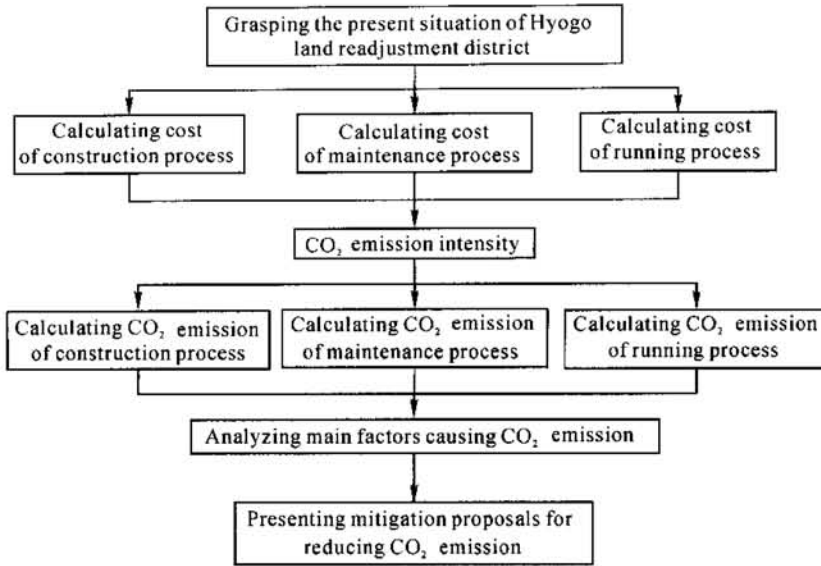 Grasping the present situation of Hyogo
land readjustment district
Calculating cost
of construction process
Calculating cost
of maintenance process
Calculating cost
of running process
CO₂ emission intensity
Calculating CO₂ emission
of construction process
Calculating CO₂ emission
of maintenance process
Calculating CO₂ emission
of running process
Analyzing main factors causing CO₂ emission
Presenting mitigation proposals for
reducing CO₂ emission